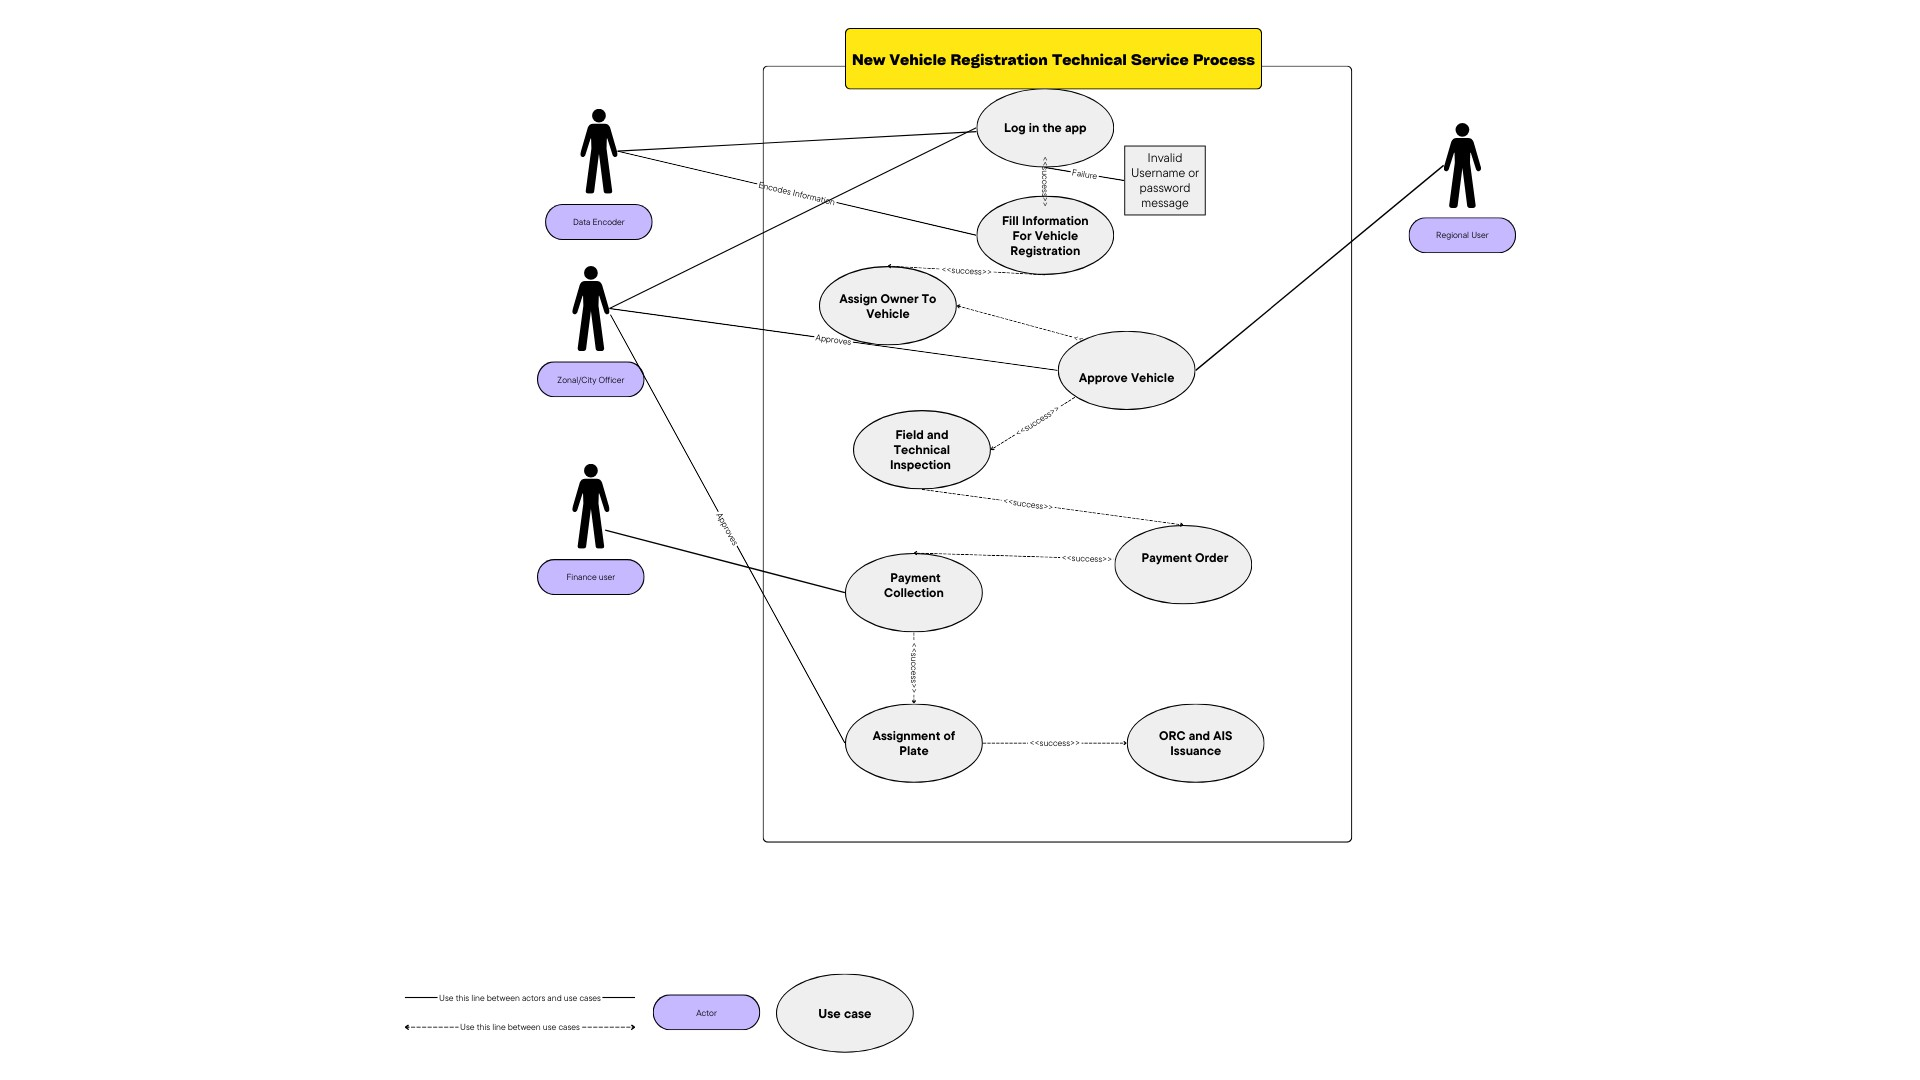 New Vehicle Registration Technical Service Process
Log in the app
Invalid
Username or
password
message
Failure
<<success>>
Encodes Information
Data Encoder
Regional User
Fill Information
For Vehicle
Registration
<<success>>
Assign Owner To
Vehicle
Approves
Approve Vehicle
Zonal/City Officer
<<success>>
Field and
Technical
Inspection
<<success>>
Approves
Payment Order
<<success>>
Payment
Collection
Finance user
<<success>>
Assignment of
Plate
<<success>>
ORC and AIS
Issuance
Use this line between actors and use cases
Use this line between use cases
Actor
Use case